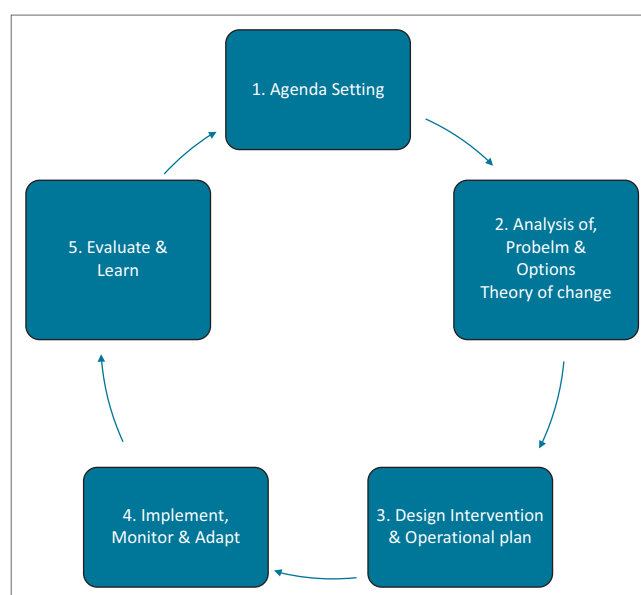 1. Agenda Setting
2. Analysis of,
Probelm &
Options
Theory of change
3. Design Intervention
& Operational plan
4. Implement,
Monitor & Adapt
5. Evaluate &
Learn